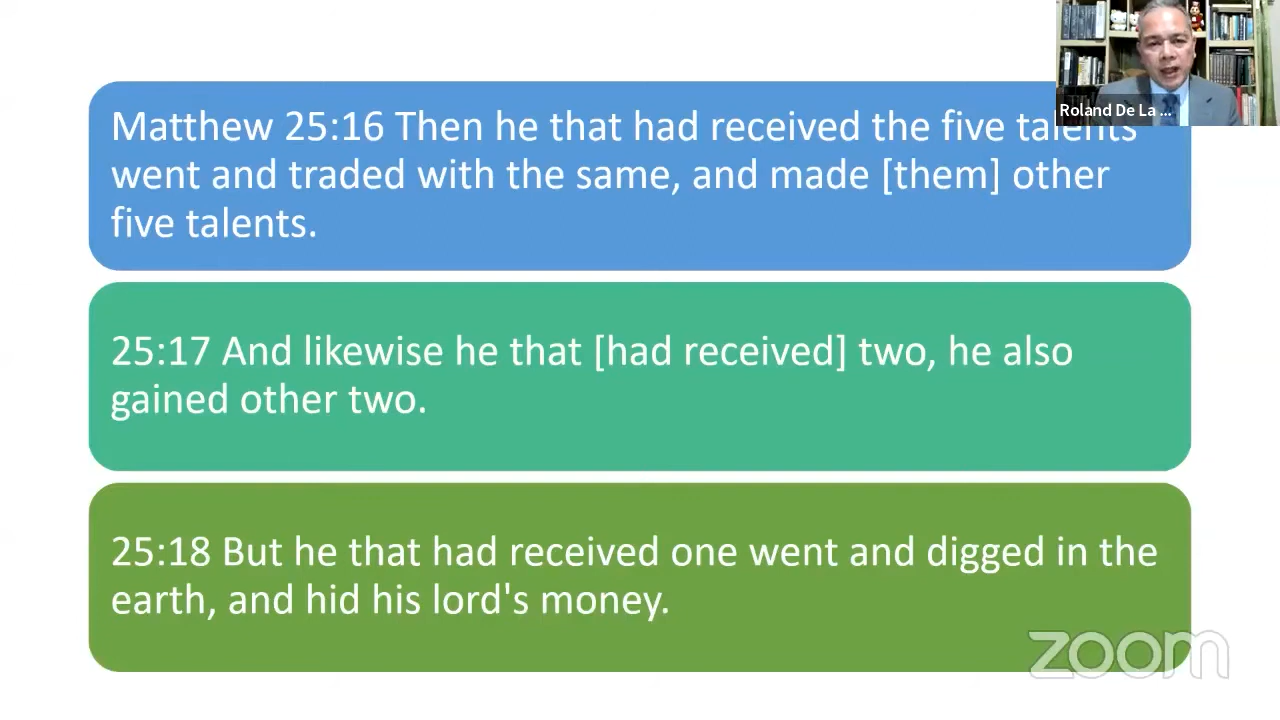 Matthew 25:16 Then he that had received the five talents
went and traded with the same, and made [them] other
five talents.
Roland De La ...
25:17 And likewise he that [had received] two, he also
gained other two.
25:18 But he that had received one went and digged in the
earth, and hid his lord's money.
zoom